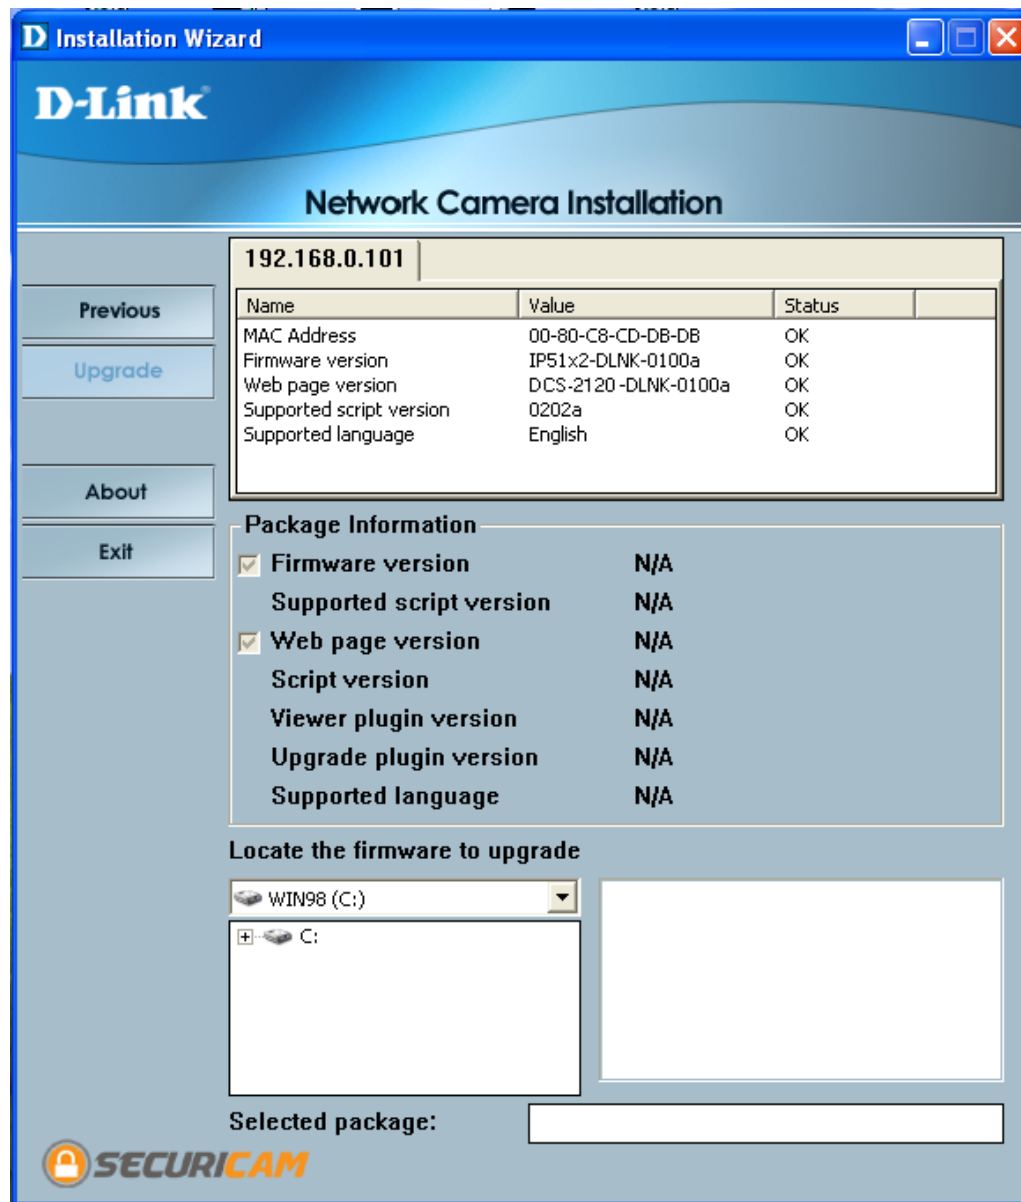 D Installation Wizard
D-Link®
Network Camera Installation
192.168.0.101
Previous
Upgrade
About
Exit
Name Value Status
MAC Address 00-80-C8-CD-DB-DB OK
Firmware version IP51x2-DLNK-0100a OK
Web page version DCS-2120-DLNK-0100a OK
Supported script version 0202a OK
Supported language English OK
Package Information
Firmware version N/A
Supported script version N/A
Web page version N/A
Script version N/A
Viewer plugin version N/A
Upgrade plugin version N/A
Supported language N/A
Locate the firmware to upgrade
WIN98 (C:)
C:
Selected package:
SECURICAM